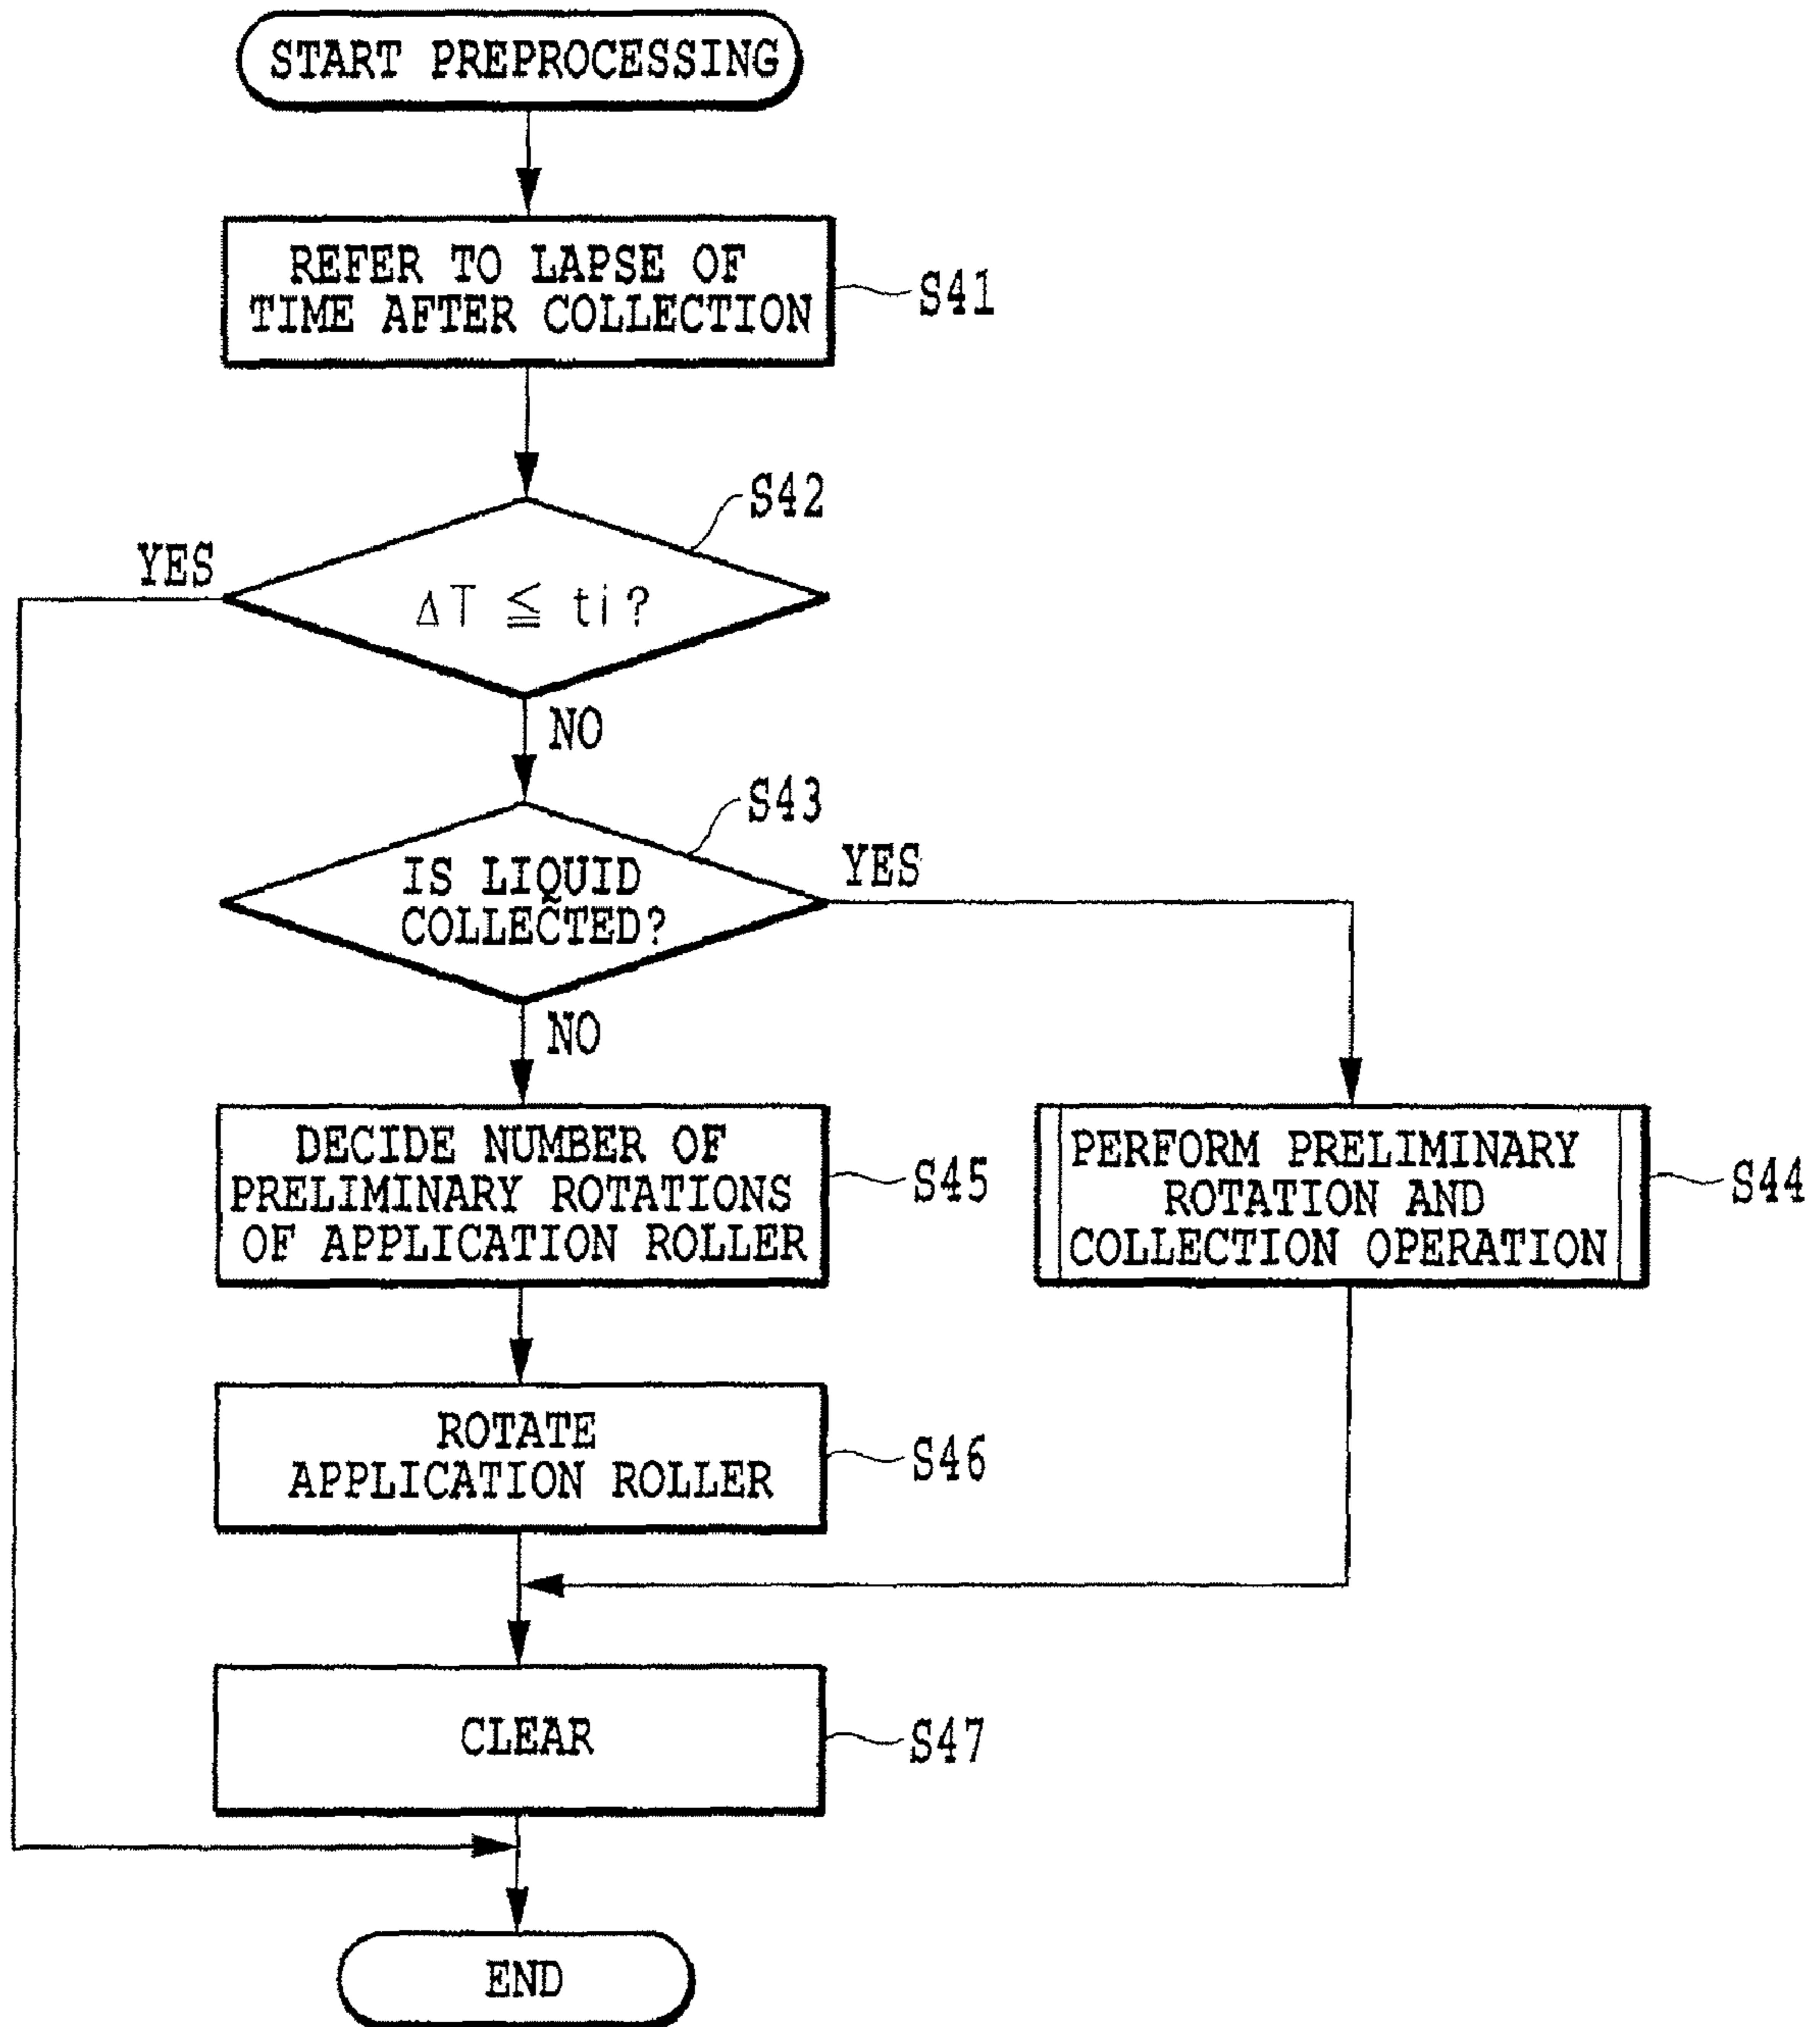 START PREPROCESSING
REFER TO LAPSE OF
TIME AFTER COLLECTION
S41
S42
YES
ΔT ≦ ti?
NO
S43
IS LIQUID
COLLECTED?
YES
NO
DECIDE NUMBER OF
PRELIMINARY ROTATIONS
OF APPLICATION ROLLER
S45
PERFORM PRELIMINARY
ROTATION AND
COLLECTION OPERATION
S44
ROTATE
APPLICATION ROLLER
S46
CLEAR
S47
END